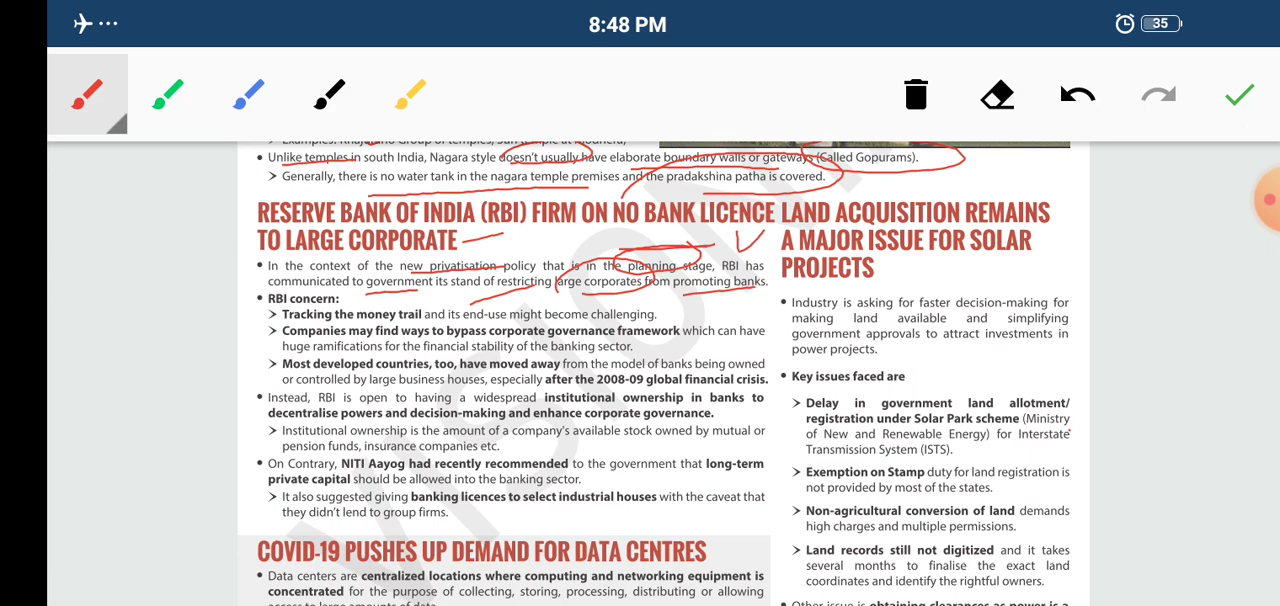 8:48 PM
35
Unlike temples in south India, Nagara style doesn't usually have elaborate boundary walls or gateways (Called Gopurams).
Generally, there is no water tank in the nagara temple premises and the pradakshina patha is covered.
RESERVE BANK OF INDIA (RBI) FIRM ON NO BANK LICENCE
TO LARGE CORPORATE
• In the context of the new privatisation policy that is in the planning stage, RBI has
communicated to government its stand of restricting large corporates from promoting banks.
• RBI concern:
Tracking the money trail and its end-use might become challenging.
Companies may find ways to bypass corporate governance framework which can have
huge ramifications for the financial stability of the banking sector.
Most developed countries, too, have moved away from the model of banks being owned
or controlled by large business houses, especially after the 2008-09 global financial crisis.
• Instead, RBI is open to having a widespread institutional ownership in banks to
decentralise powers and decision-making and enhance corporate governance.
Institutional ownership is the amount of a company's available stock owned by mutual or
pension funds, insurance companies etc.
• On Contrary, NITI Aayog had recently recommended to the government that long-term
private capital should be allowed into the banking sector.
It also suggested giving banking licences to select industrial houses with the caveat that
they didn't lend to group firms.
COVID-19 PUSHES UP DEMAND FOR DATA CENTRES
• Data centers are centralized locations where computing and networking equipment is
concentrated for the purpose of collecting, storing, processing, distributing or allowing
access to large amounts of data
LAND ACQUISITION REMAINS
A MAJOR ISSUE FOR SOLAR
PROJECTS
• Industry is asking for faster decision-making for
making land available and simplifying
government approvals to attract investments in
power projects.
• Key issues faced are
Delay in government land allotment/
registration under Solar Park scheme (Ministry
of New and Renewable Energy) for Interstate
Transmission System (ISTS).
Exemption on Stamp duty for land registration is
not provided by most of the states.
Non-agricultural conversion of land demands
high charges and multiple permissions.
Land records still not digitized and it takes
several months to finalise the exact land
coordinates and identify the rightful owners.
• Other issue is obtaining clearances as power is a
VISION